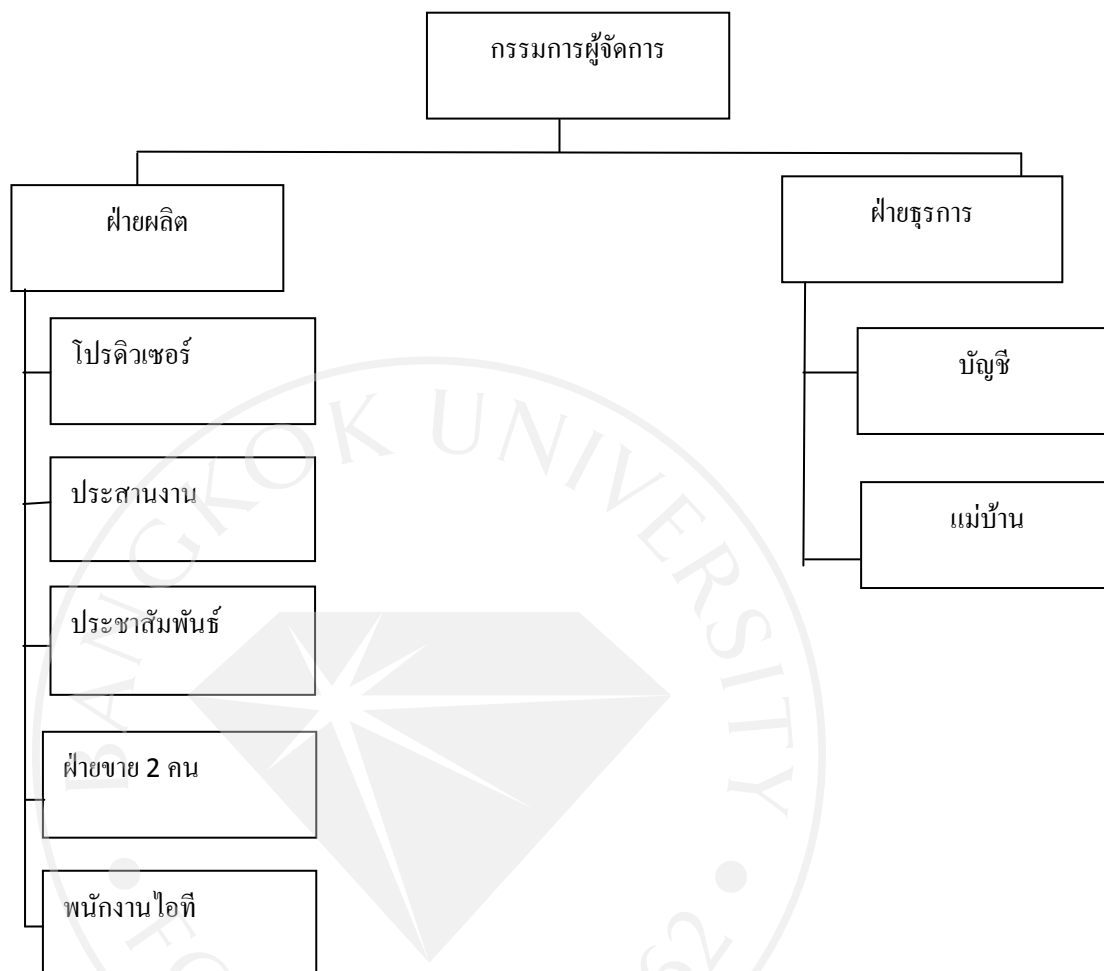 กรรมการผู้จัดการ
ฝ่ายผลิต
ฝ่ายธุรการ
โปรดิวเซอร์
บัญชี
ประสานงาน
แม่บ้าน
ประชาสัมพันธ์
ฝ่ายขาย 2 คน
พนักงานไอที
BANGKOK UNIVERSITY